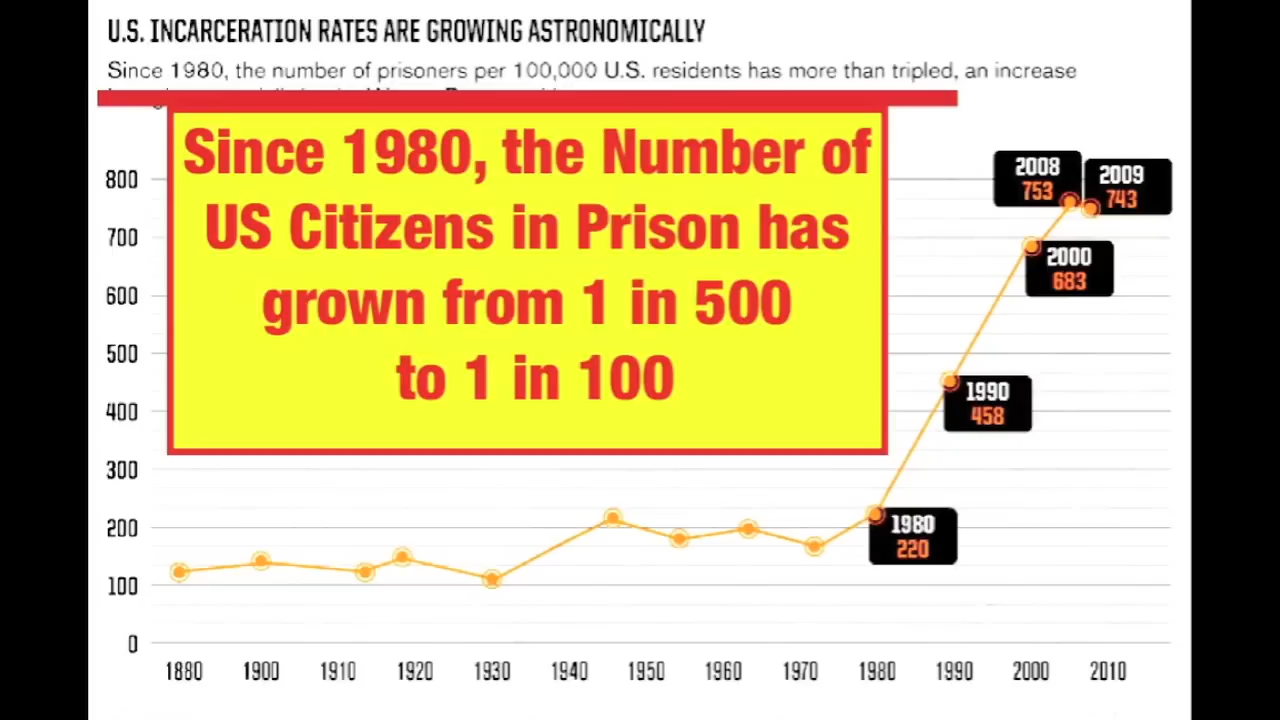 U.S. INCARCERATION RATES ARE GROWING ASTRONOMICALLY
Since 1980, the number of prisoners per 100,000 U.S. residents has more than tripled, an increase
Since 1980, the Number of
US Citizens in Prison has
grown from 1 in 500
to 1 in 100
800
700
600
500
400
300
200
100
0
2008
753
2009
743
2000
683
1990
458
1980
220
1880 1900 1910 1920 1930 1940 1950 1960 1970 1980 1990 2000 2010